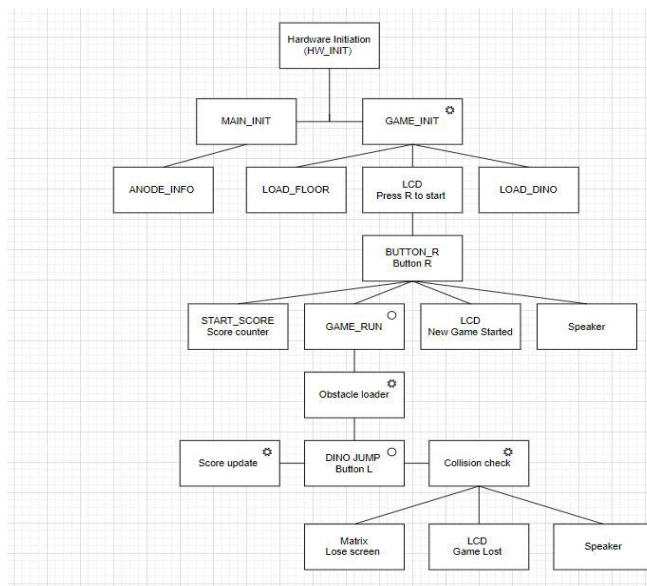 Hardware Initiation
(HW_INIT)
MAIN_INIT
GAME_INIT
ANODE_INFO
LOAD_FLOOR
LCD
Press R to start
LOAD_DINO
BUTTON_R
Button R
START_SCORE
Score counter
GAME_RUN
LCD
New Game Started
Speaker
Obstacle loader
Score update
DINO JUMP
Button L
Collision check
Matrix
Lose screen
LCD
Game Lost
Speaker